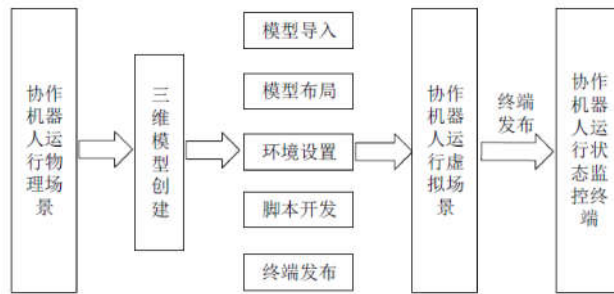 协作
机器
人运
行物
理场
景
三维模型创建
模型导入
模型布局
环境设置
脚本开发
终端发布
协作
机器
人运
行虚
拟场
景
终端
发布
协作
机器
人运
行状
态监
控终
端